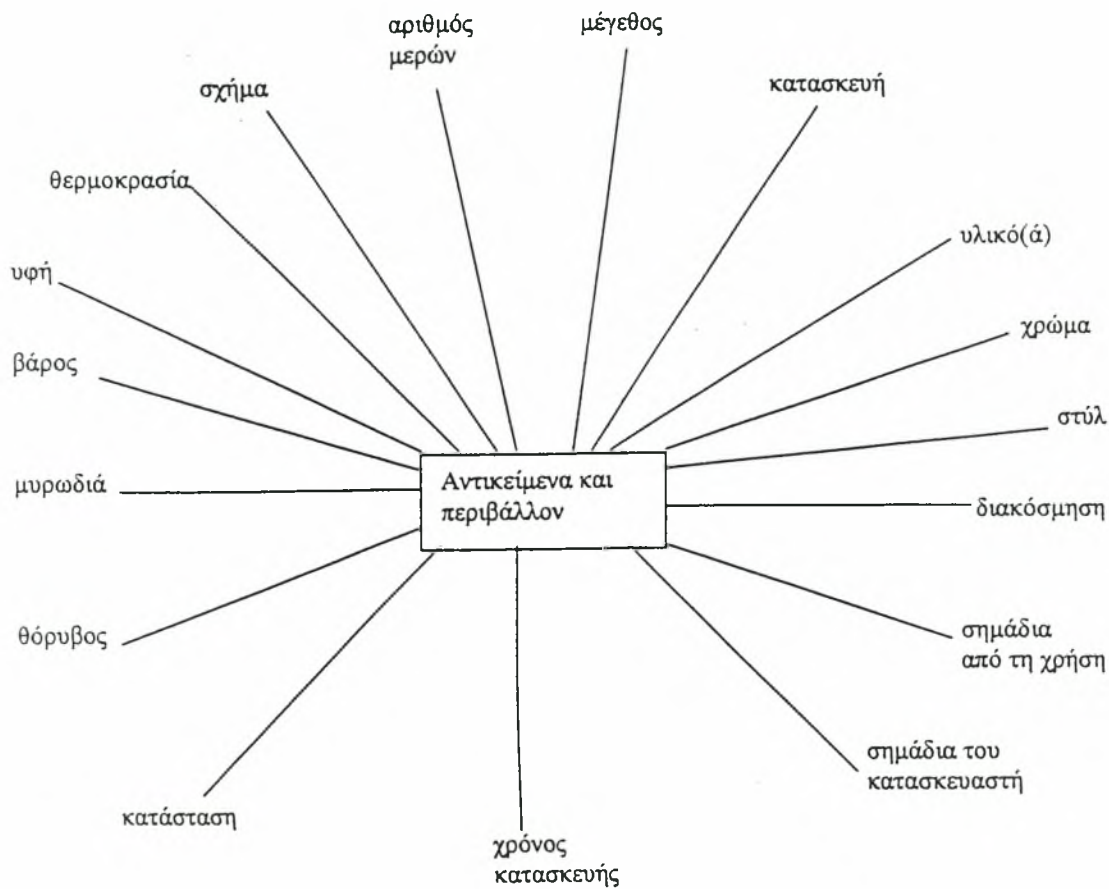 αριθμός
μερών
μέγεθος
σχήμα
κατασκευή
θερμοκρασία
υλικό(ά)
υφή
χρώμα
βάρος
στύλ
Αντικείμενα και
περιβάλλον
μυρωδιά
διακόσμηση
θόρυβος
σημάδια
από τη χρήση
σημάδια του
κατασκευαστή
κατάσταση
χρόνος
κατασκευής